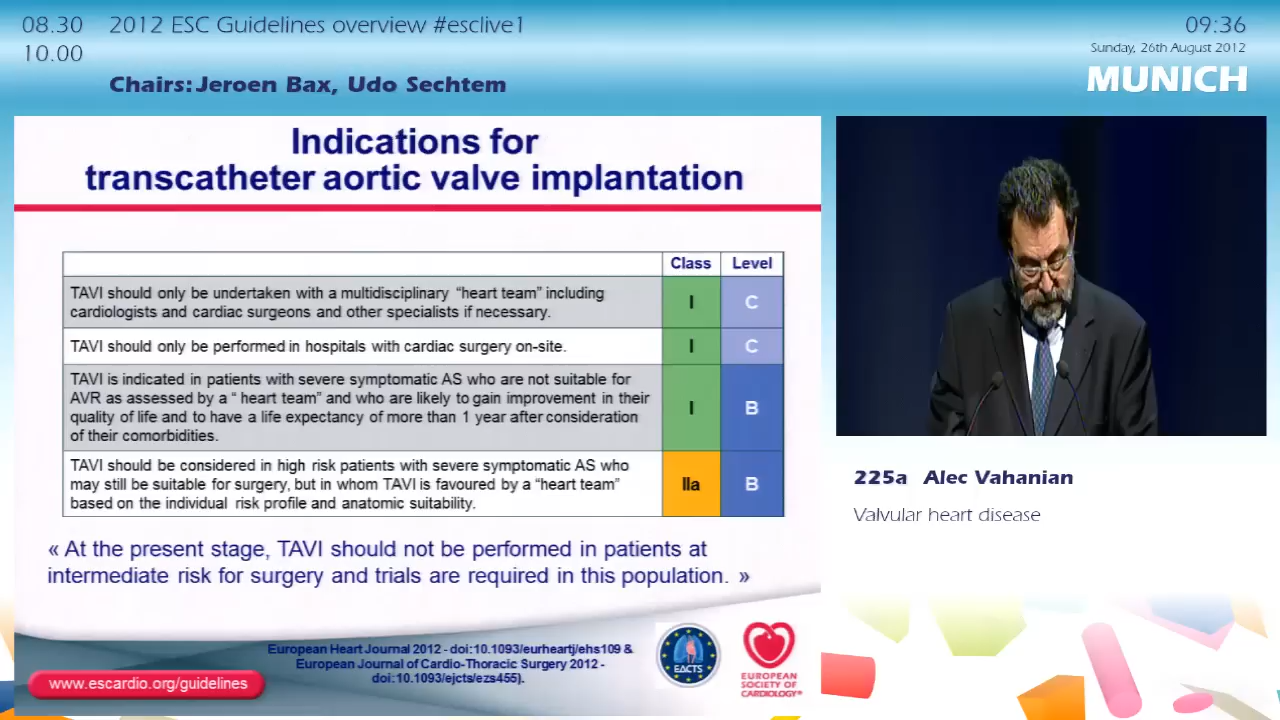 08.30 2012 ESC Guidelines overview #esclive1
10.00
Chairs: Jeroen Bax, Udo Sechtem
09:36
Sunday, 26th August 2012
MUNICH
Indications for
transcatheter aortic valve implantation
Class Level
TAVI should only be undertaken with a multidisciplinary “heart team” including
cardiologists and cardiac surgeons and other specialists if necessary.
I C
TAVI should only be performed in hospitals with cardiac surgery on-site.
I C
TAVI is indicated in patients with severe symptomatic AS who are not suitable for
AVR as assessed by a “ heart team” and who are likely to gain improvement in their
quality of life and to have a life expectancy of more than 1 year after consideration
of their comorbidities.
I B
TAVI should be considered in high risk patients with severe symptomatic AS who
may still be suitable for surgery, but in whom TAVI is favoured by a “heart team”
based on the individual risk profile and anatomic suitability.
IIa B
« At the present stage, TAVI should not be performed in patients at
intermediate risk for surgery and trials are required in this population. »
European Heart Journal 2012 - doi:10.1093/eurheartj/ehs109 &
European Journal of Cardio-Thoracic Surgery 2012 -
doi:10.1093/ejcts/ezs455).
www.escardio.org/guidelines
EACTS
EUROPEAN
SOCIETY OF
CARDIOLOGY®
225a Alec Vahanian
Valvular heart disease